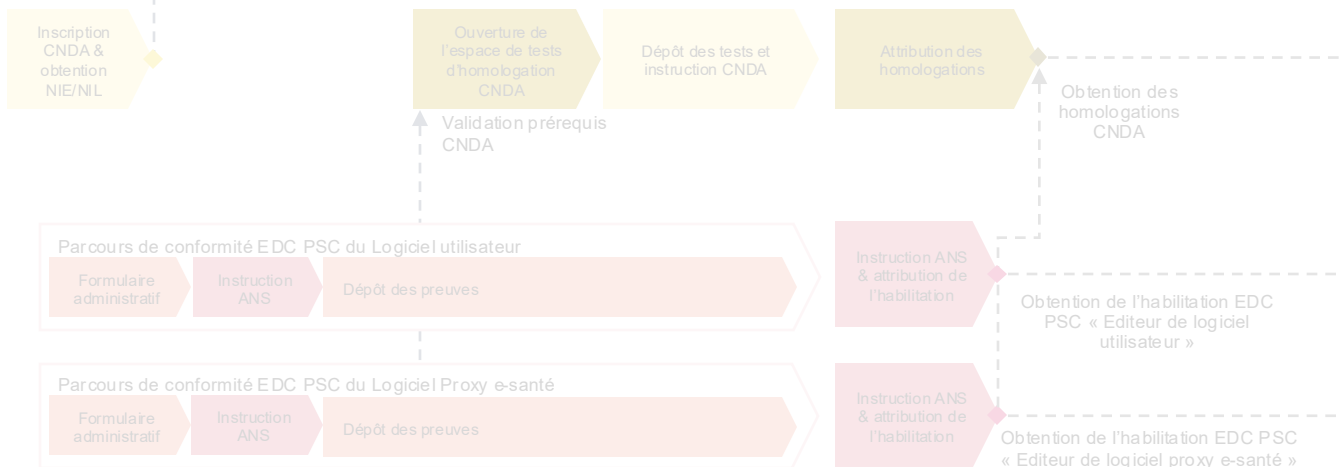 Inscription
CNDA &
obtention
NIE/NIL
Ouverture de
l'espace de tests
d'homologation
CNDA
Dépôt des tests et
instruction CNDA
Attribution des
homologations
Obtention des
homologations
CNDA
Validation prérequis
CNDA
Parcours de conformité EDC PSC du Logiciel utilisateur
Formulaire
administratif
Instruction
ANS
Dépôt des preuves
Instruction ANS
& attribution de
l'habilitation
Obtention de l'habilitation EDC
PSC « Editeur de logiciel
utilisateur »
Parcours de conformité EDC PSC du Logiciel Proxy e-santé
Formulaire
administratif
Instruction
ANS
Dépôt des preuves
Instruction ANS
& attribution de
l'habilitation
Obtention de l'habilitation EDC PSC
« Editeur de logiciel proxy e-santé »